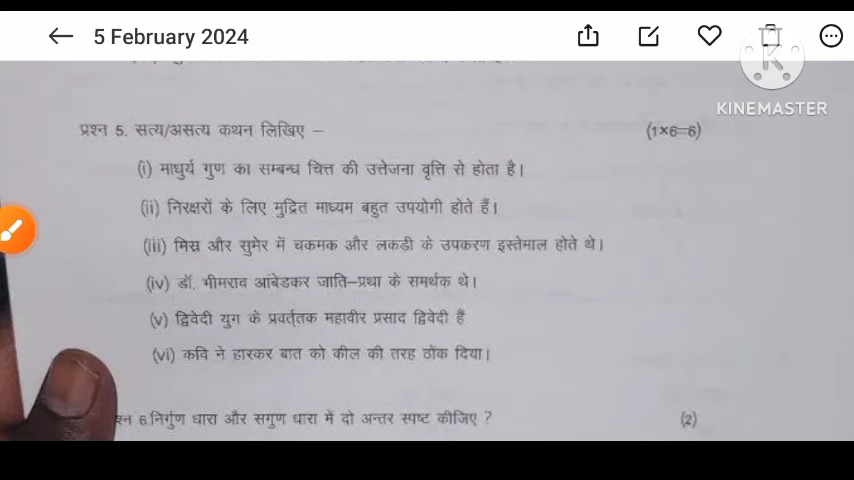 5 February 2024
KINEMASTER
प्रश्न 5. सत्य/असत्य कथन लिखिए – (1×6=6)
(i) माधुर्य गुण का सम्बन्ध चित्त की उत्तेजना वृत्ति से होता है।
(ii) निरक्षरों के लिए मुद्रित माध्यम बहुत उपयोगी होते हैं।
(iii) मिस्र और सुमेर में चकमक और लकडी के उपकरण इस्तेमाल होते थे।
(iv) डॉ. भीमराव आंबेडकर जाति–प्रथा के समर्थक थे।
(v) द्विवेदी युग के प्रवर्त्तक महावीर प्रसाद द्विवेदी हैं
(vi) कवि ने हारकर बात को कील की तरह ठोंक दिया।
श्न 6.निर्गुण धारा और सगुण धारा में दो अन्तर स्पष्ट कीजिए ? (2)